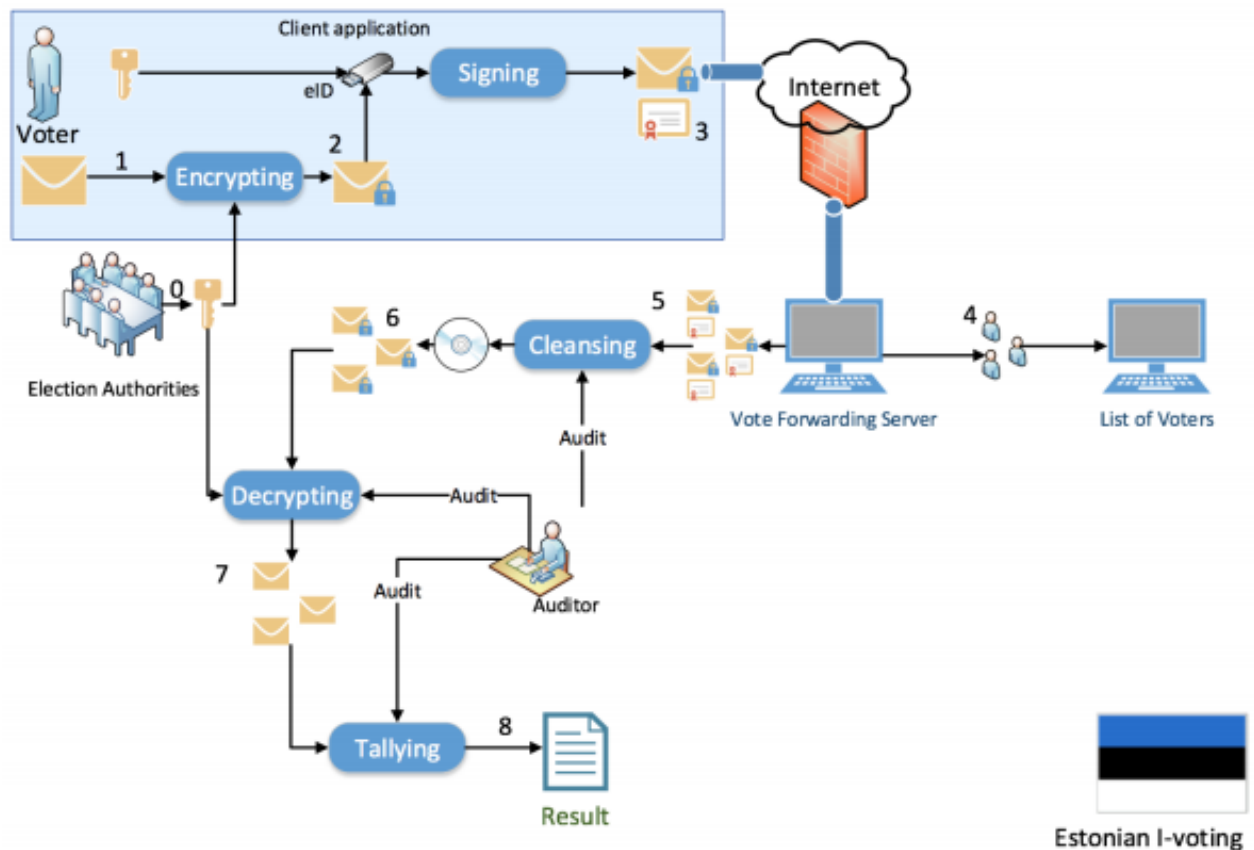 Client application
eID
Signing
Internet
Voter
3
1
2
Encrypting
0
Election Authorities
6
Cleansing
5
4
Vote Forwarding Server
List of Voters
Audit
Decrypting
Audit
7
Audit
Auditor
Tallying
8
Result
Estonian I-voting